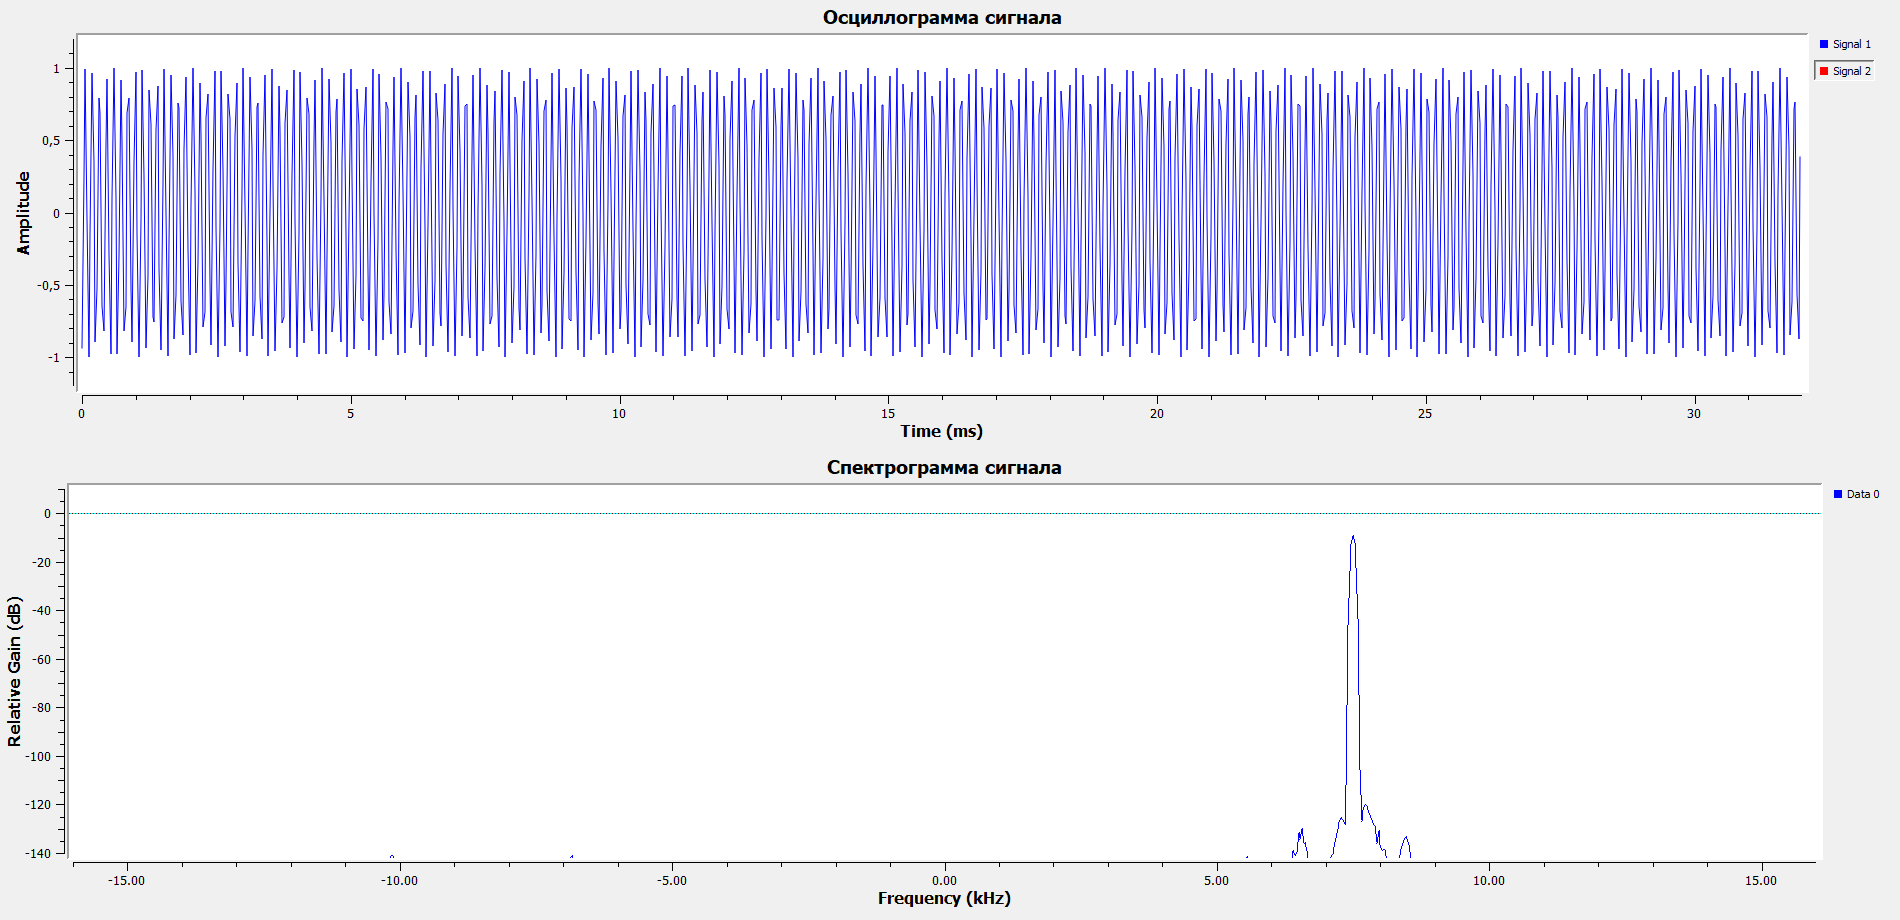 Осциллограмма сигнала
Signal 1
Signal 2
Amplitude
1
0,5
0
-0,5
-1
0 5 10 15 20 25 30
Time (ms)
Спектрограмма сигнала
Data 0
Relative Gain (dB)
0
-20
-40
-60
-80
-100
-120
-140
-15.00 -10.00 -5.00 0.00 5.00 10.00 15.00
Frequency (kHz)